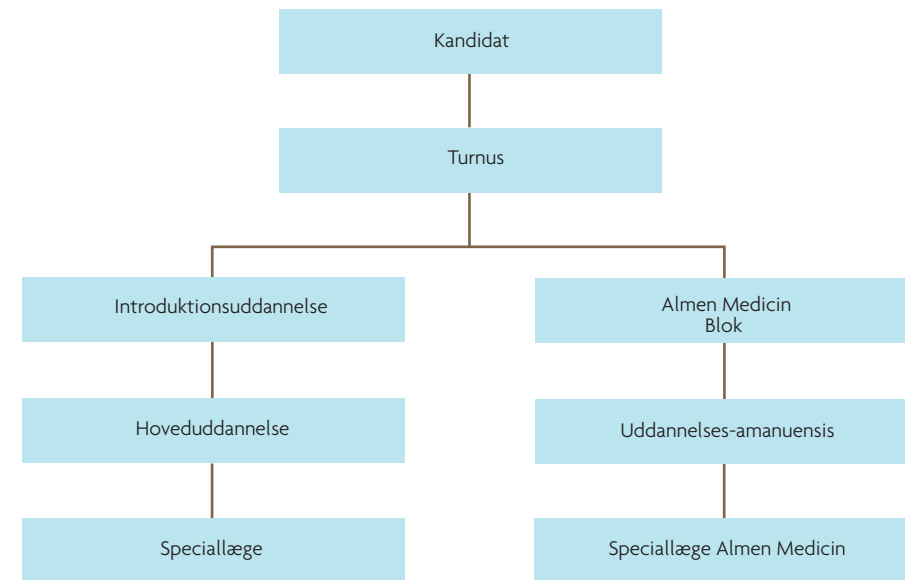 Kandidat
Turnus
Introduktionsuddannelse
Hoveduddannelse
Speciallæge
Almen Medicin
Blok
Uddannelses-amanuensis
Speciallæge Almen Medicin